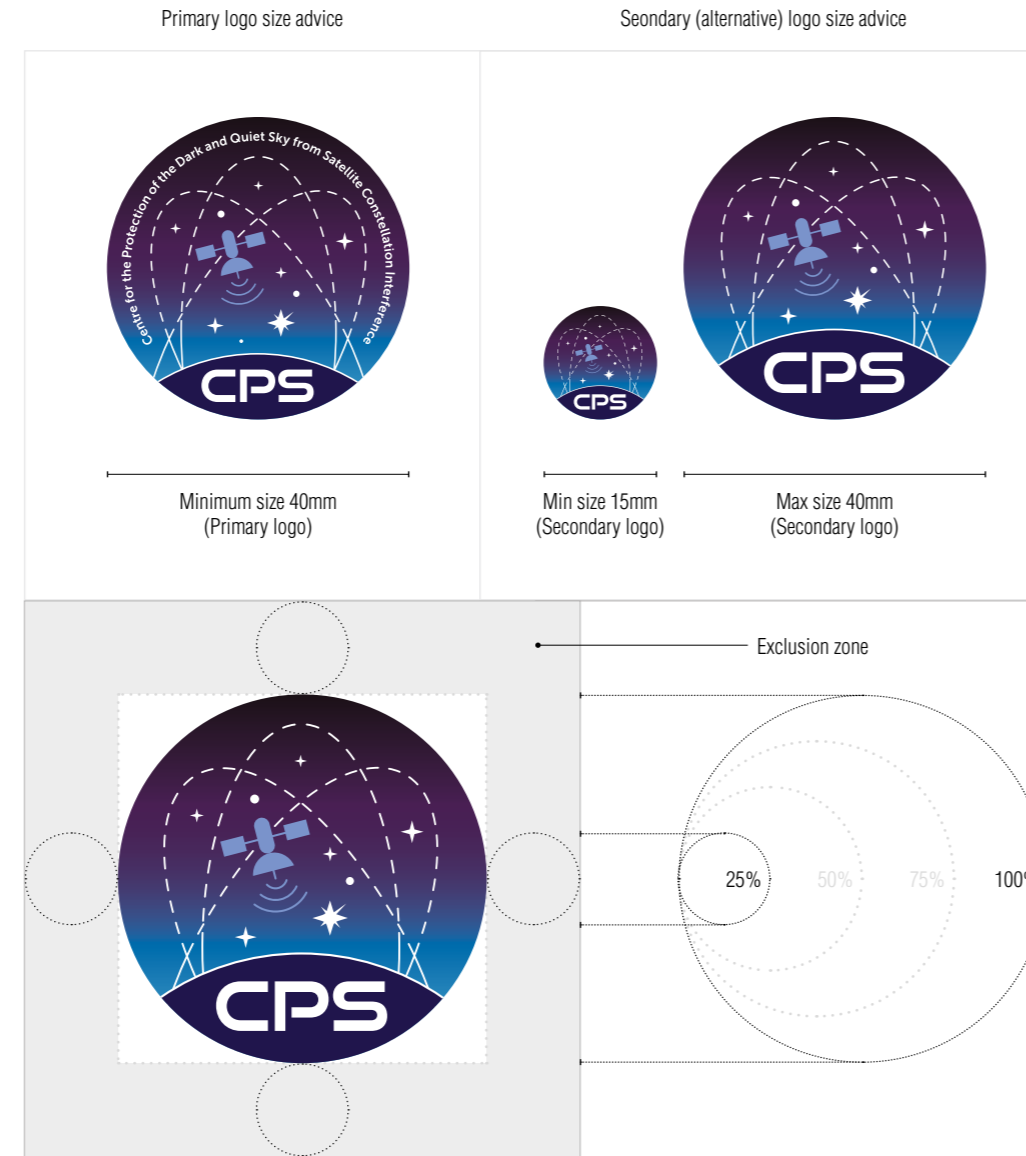 Primary logo size advice
Seondary (alternative) logo size advice
Centre for the Protection of the Dark and Quiet Sky from Satellite Constellation Interference
CPS
CPS
CPS
Minimum size 40mm
(Primary logo)
Min size 15mm
(Secondary logo)
Max size 40mm
(Secondary logo)
Exclusion zone
CPS
25%
50%
75%
100%